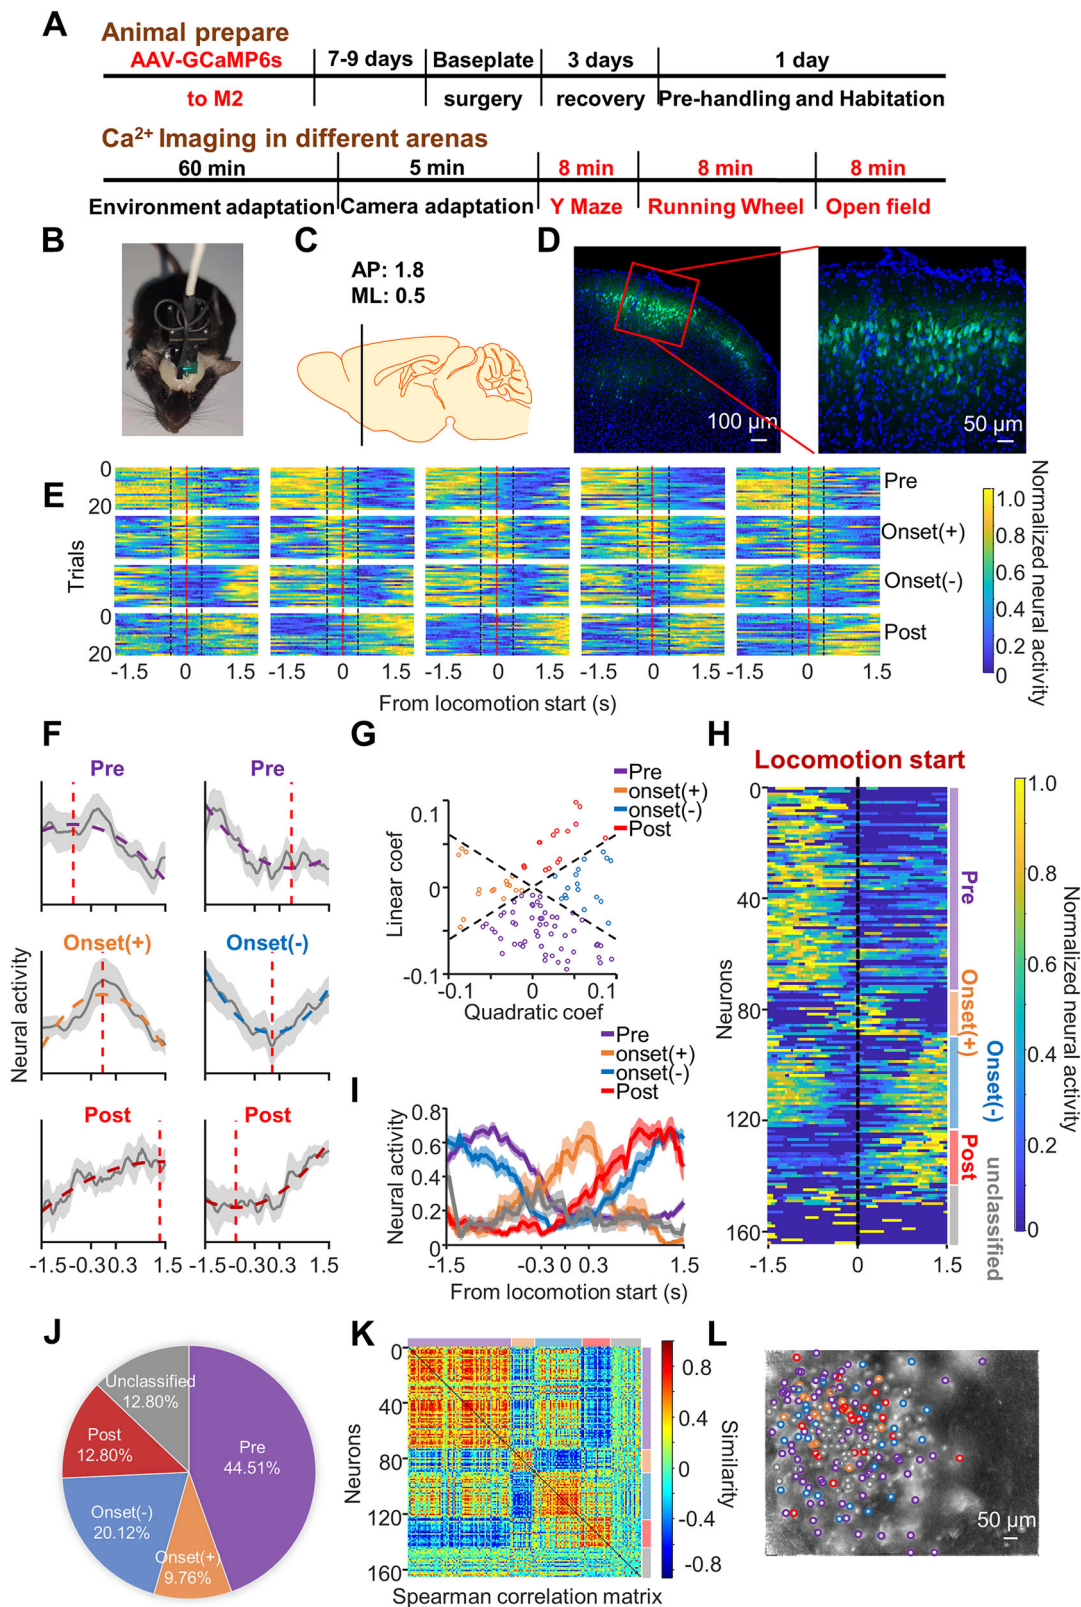 A
Animal prepare
AAV-GCaMP6s 7-9 days Baseplate 3 days 1 day
to M2 surgery recovery Pre-handling and Habitation
Ca2+ Imaging in different arenas
60 min 5 min 8 min 8 min 8 min
Environment adaptation Camera adaptation Y Maze Running Wheel Open field
B
C
AP: 1.8
ML: 0.5
D
100 µm
50 µm
E
0
20
Trials
0
20
Pre
Onset(+)
Onset(-)
Post
-1.5 0 1.5 -1.5 0 1.5 -1.5 0 1.5 -1.5 0 1.5 -1.5 0 1.5
From locomotion start (s)
1.0
0.8
0.6
0.4
0.2
0
Normalized neural activity
F
Pre Pre
Onset(+) Onset(-)
Post Post
Neural activity
-1.5 -0.3 0.3 1.5 -1.5 -0.3 0.3 1.5
G
Pre
onset(+)
onset(-)
Post
0.1
0
-0.1
Linear coef
-0.1 0 0.1
Quadratic coef
H
Locomotion start
0
40
80
120
160
Neurons
-1.5 0 1.5
Pre
Onset(+)
Onset(-)
Post
unclassified
1.0
0.8
0.6
0.4
0.2
0
Normalized neural activity
I
Pre
onset(+)
onset(-)
Post
0.8
0.6
0.4
0.2
0
Neural activity
-1.5 -0.3 0 0.3 1.5
From locomotion start (s)
J
Unclassified
12.80%
Post
12.80%
Pre
44.51%
Onset(-)
20.12%
Onset(+)
9.76%
K
0
40
80
120
160
Neurons
Spearman correlation matrix
0.8
0.4
0
-0.4
-0.8
Similarity
L
50 µm